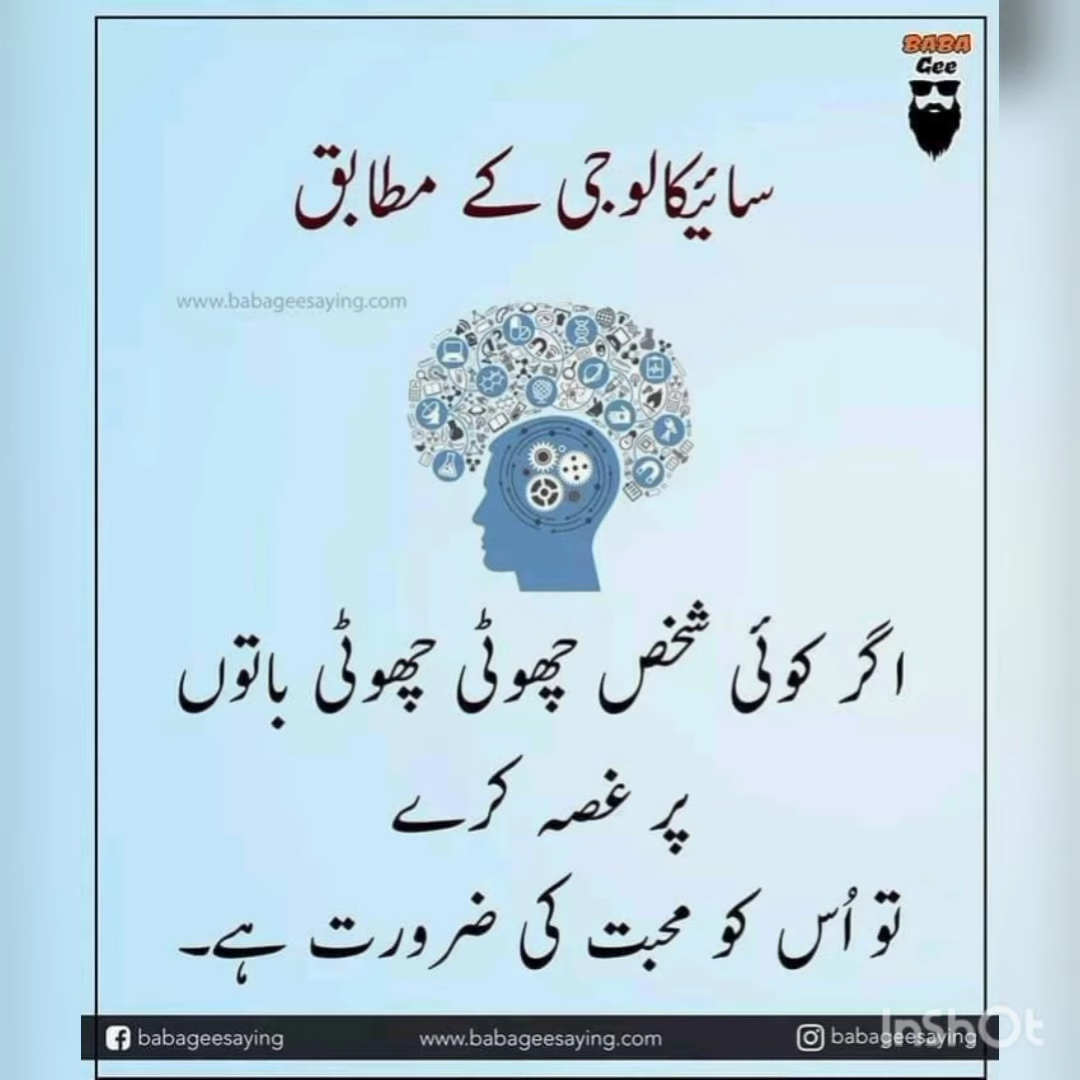 BABA
Gee
سائیکالوجی کے مطابق
www.babageesaying.com
اگر کوئی شخص چھوٹی چھوٹی باتوں
پر غصہ کرے
تو اُس کو محبت کی ضرورت ہے۔
babageesaying www.babageesaying.com babageesaying
InShOt